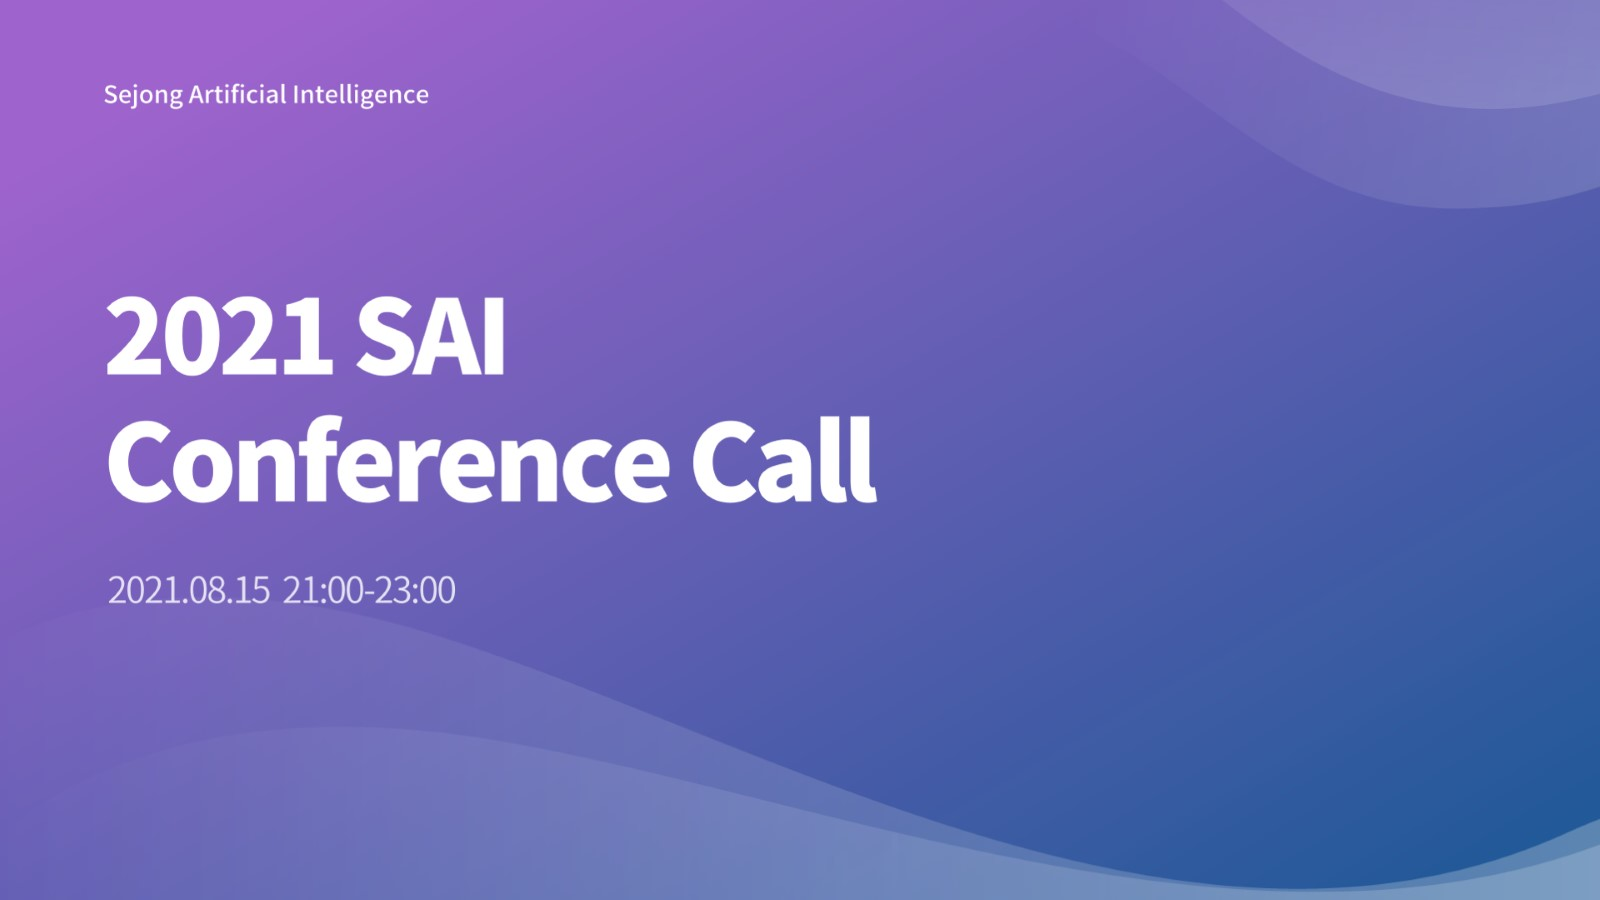 Sejong Artificial Intelligence
2021 SAI
Conference Call
2021.08.15 21:00-23:00